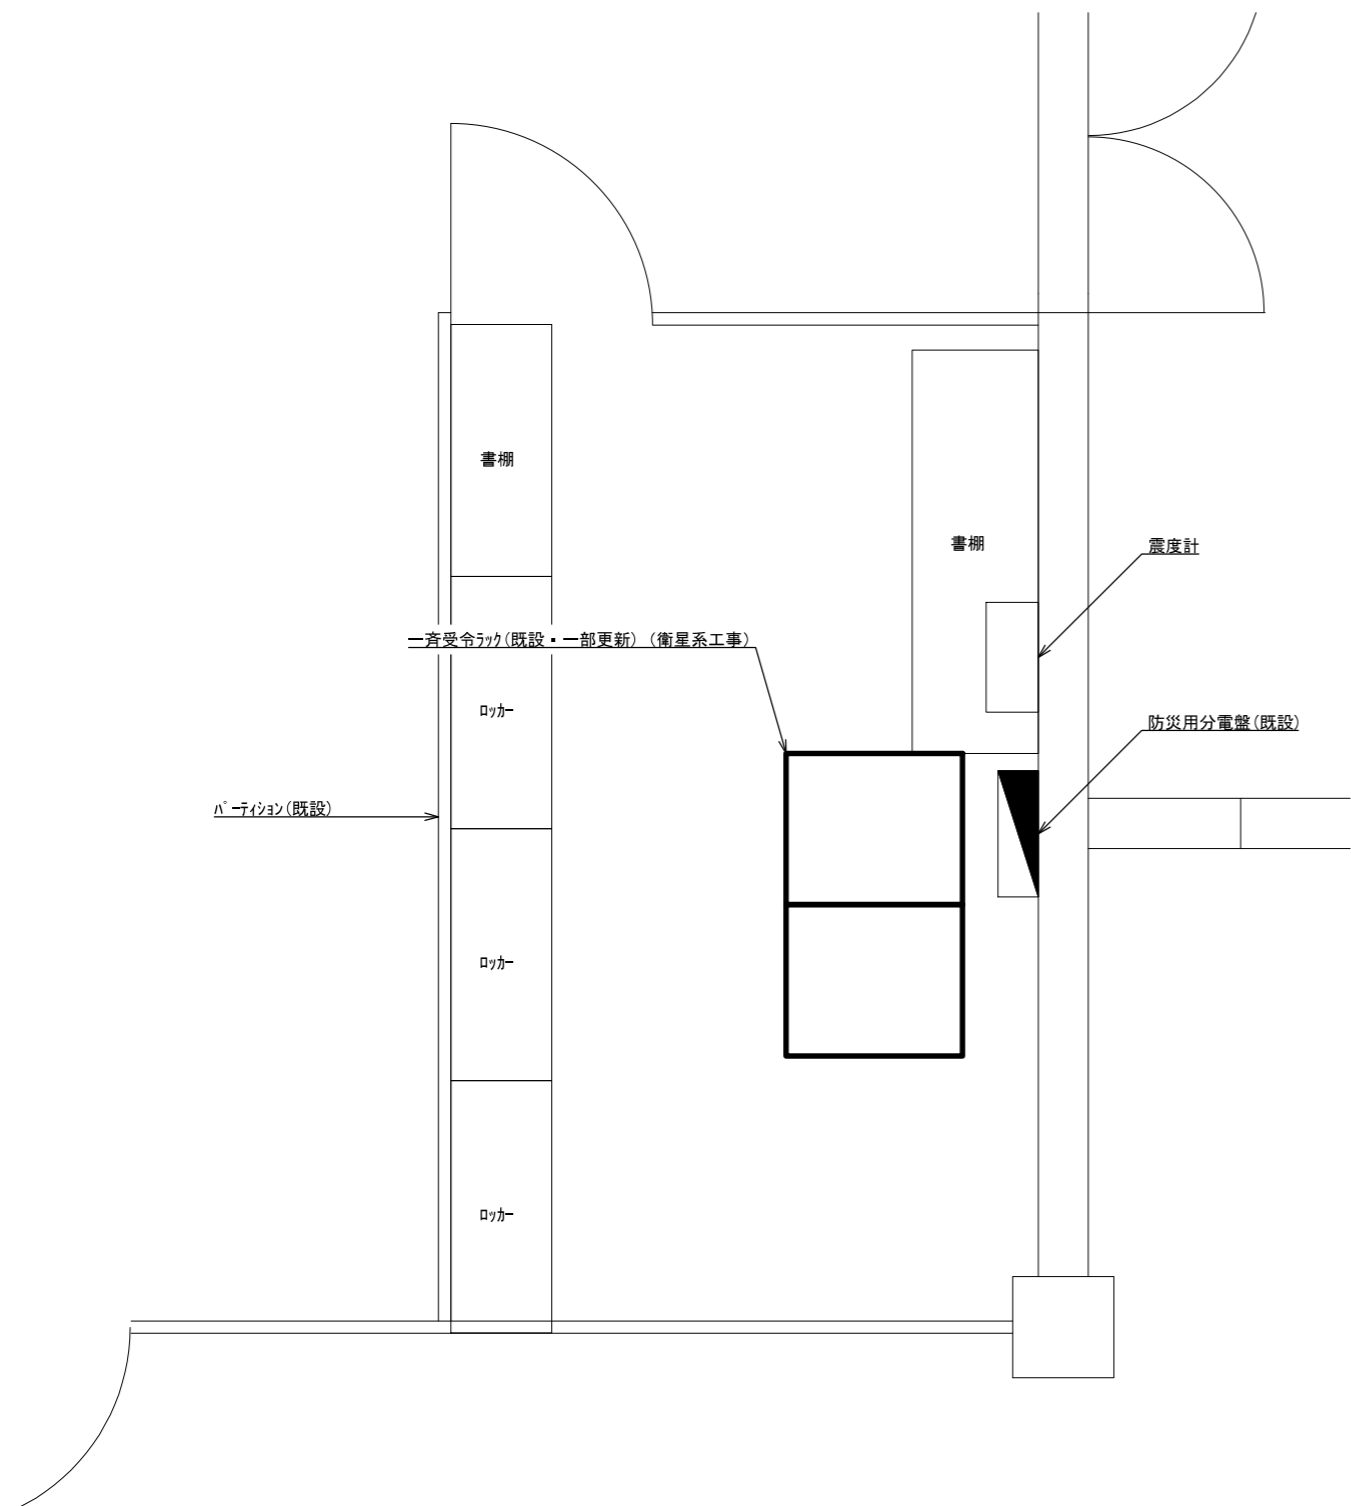 書棚
書棚
震度計
一斉受令ﾗｯｸ(既設・一部更新)(衛星系工事)
ﾛｯｶｰ
防災用分電盤(既設)
ﾊﾟｰﾃｨｼｮﾝ(既設)
ﾛｯｶｰ
ﾛｯｶｰ